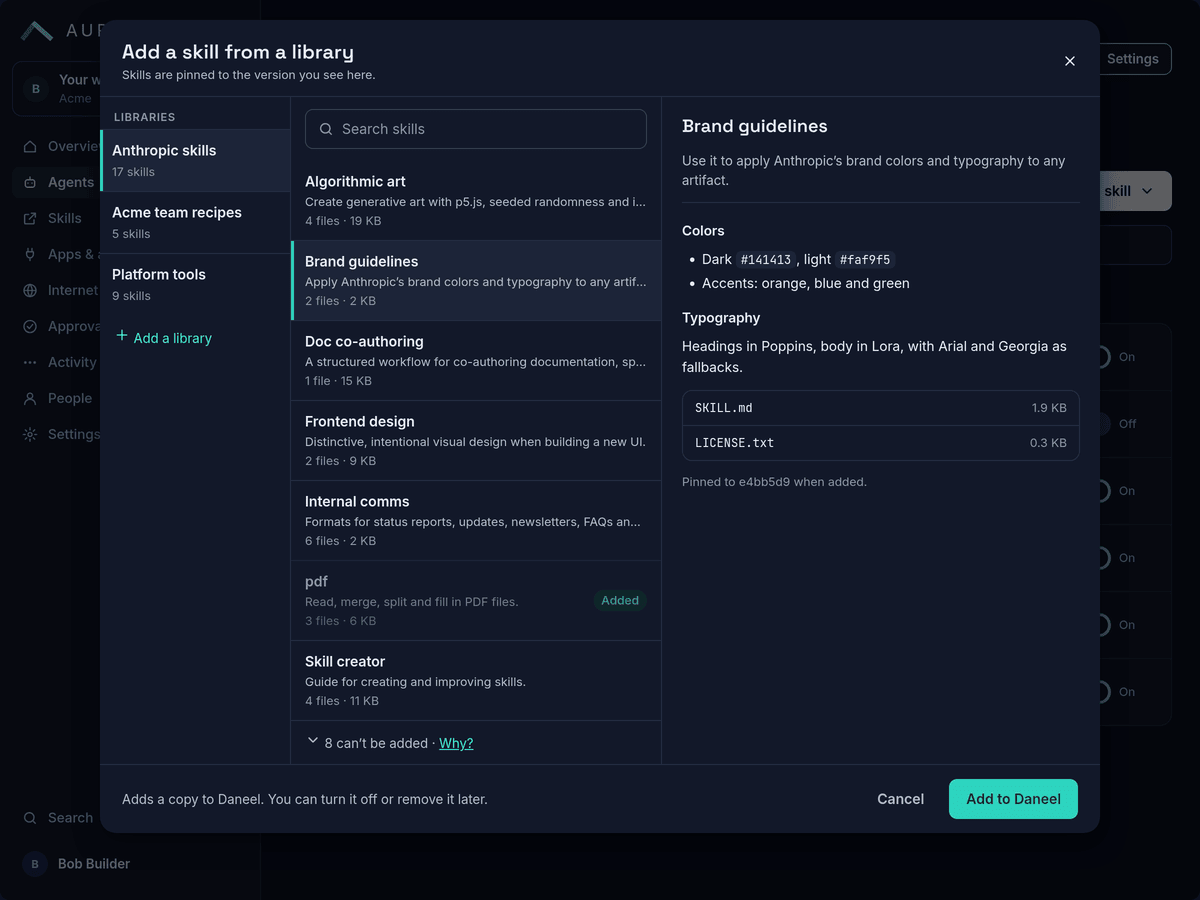 AUR
B
Your w
Acme
Overvie
Agents
Skills
Apps & a
Internet
Approva
Activity
People
Settings
Search
B
Bob Builder
Add a skill from a library
Skills are pinned to the version you see here.
LIBRARIES
Anthropic skills
17 skills
Acme team recipes
5 skills
Platform tools
9 skills
+ Add a library
Search skills
Algorithmic art
Create generative art with p5.js, seeded randomness and i...
4 files · 19 KB
Brand guidelines
Apply Anthropic’s brand colors and typography to any artif...
2 files · 2 KB
Doc co-authoring
A structured workflow for co-authoring documentation, sp...
1 file · 15 KB
Frontend design
Distinctive, intentional visual design when building a new UI.
2 files · 9 KB
Internal comms
Formats for status reports, updates, newsletters, FAQs an...
6 files · 2 KB
pdf
Read, merge, split and fill in PDF files.
3 files · 6 KB
Added
Skill creator
Guide for creating and improving skills.
4 files · 11 KB
8 can’t be added · Why?
Brand guidelines
Use it to apply Anthropic’s brand colors and typography to any
artifact.
Colors
• Dark #141413, light #faf9f5
• Accents: orange, blue and green
Typography
Headings in Poppins, body in Lora, with Arial and Georgia as
fallbacks.
SKILL.md 1.9 KB
LICENSE.txt 0.3 KB
Pinned to e4bb5d9 when added.
Adds a copy to Daneel. You can turn it off or remove it later.
Cancel
Add to Daneel
Settings
skill
On
Off
On
On
On
On